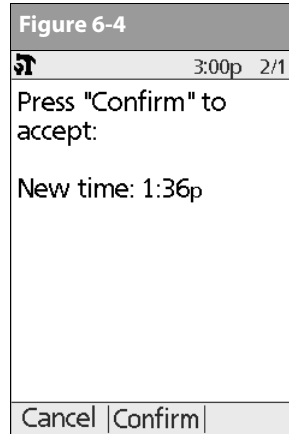 Figure 6-4
3:00p 2/1
Press "Confirm" to
accept:
New time: 1:36p
Cancel |Confirm|